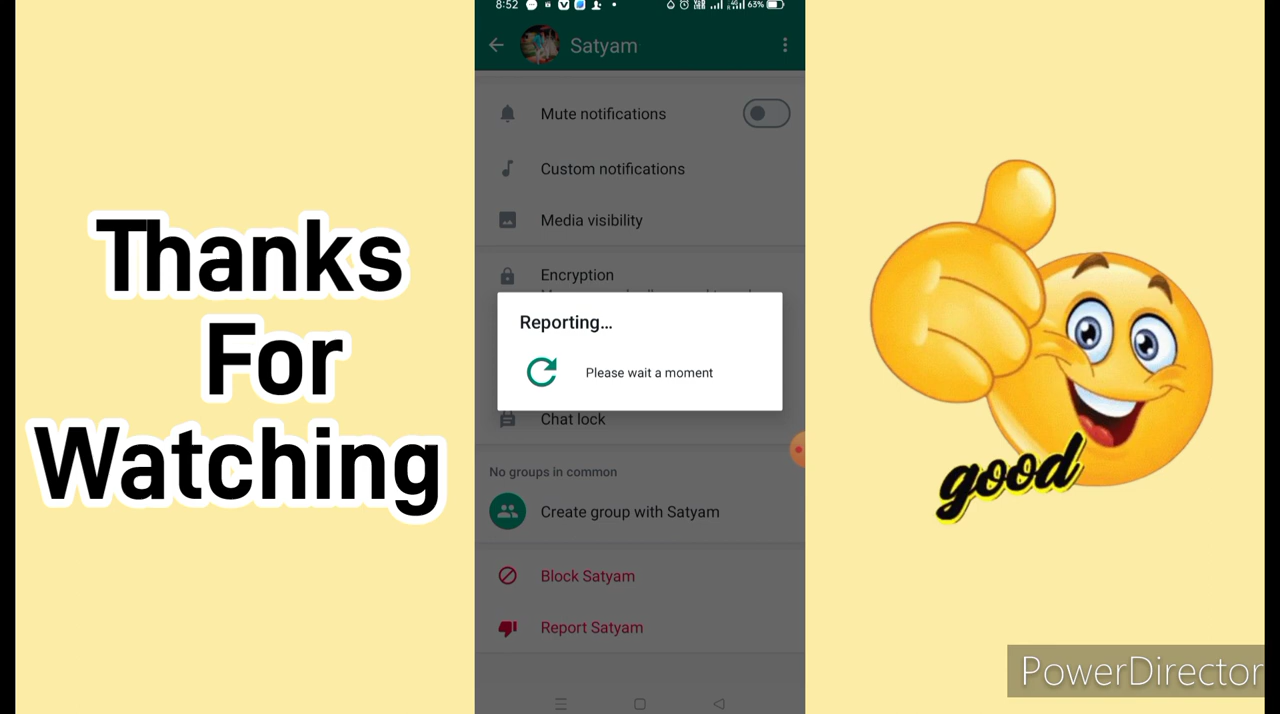 Thanks
For
Watching
8:52
63%
Satyam
Mute notifications
Custom notifications
Media visibility
Encryption
Reporting...
Please wait a moment
Chat lock
No groups in common
Create group with Satyam
Block Satyam
Report Satyam
good
PowerDirector